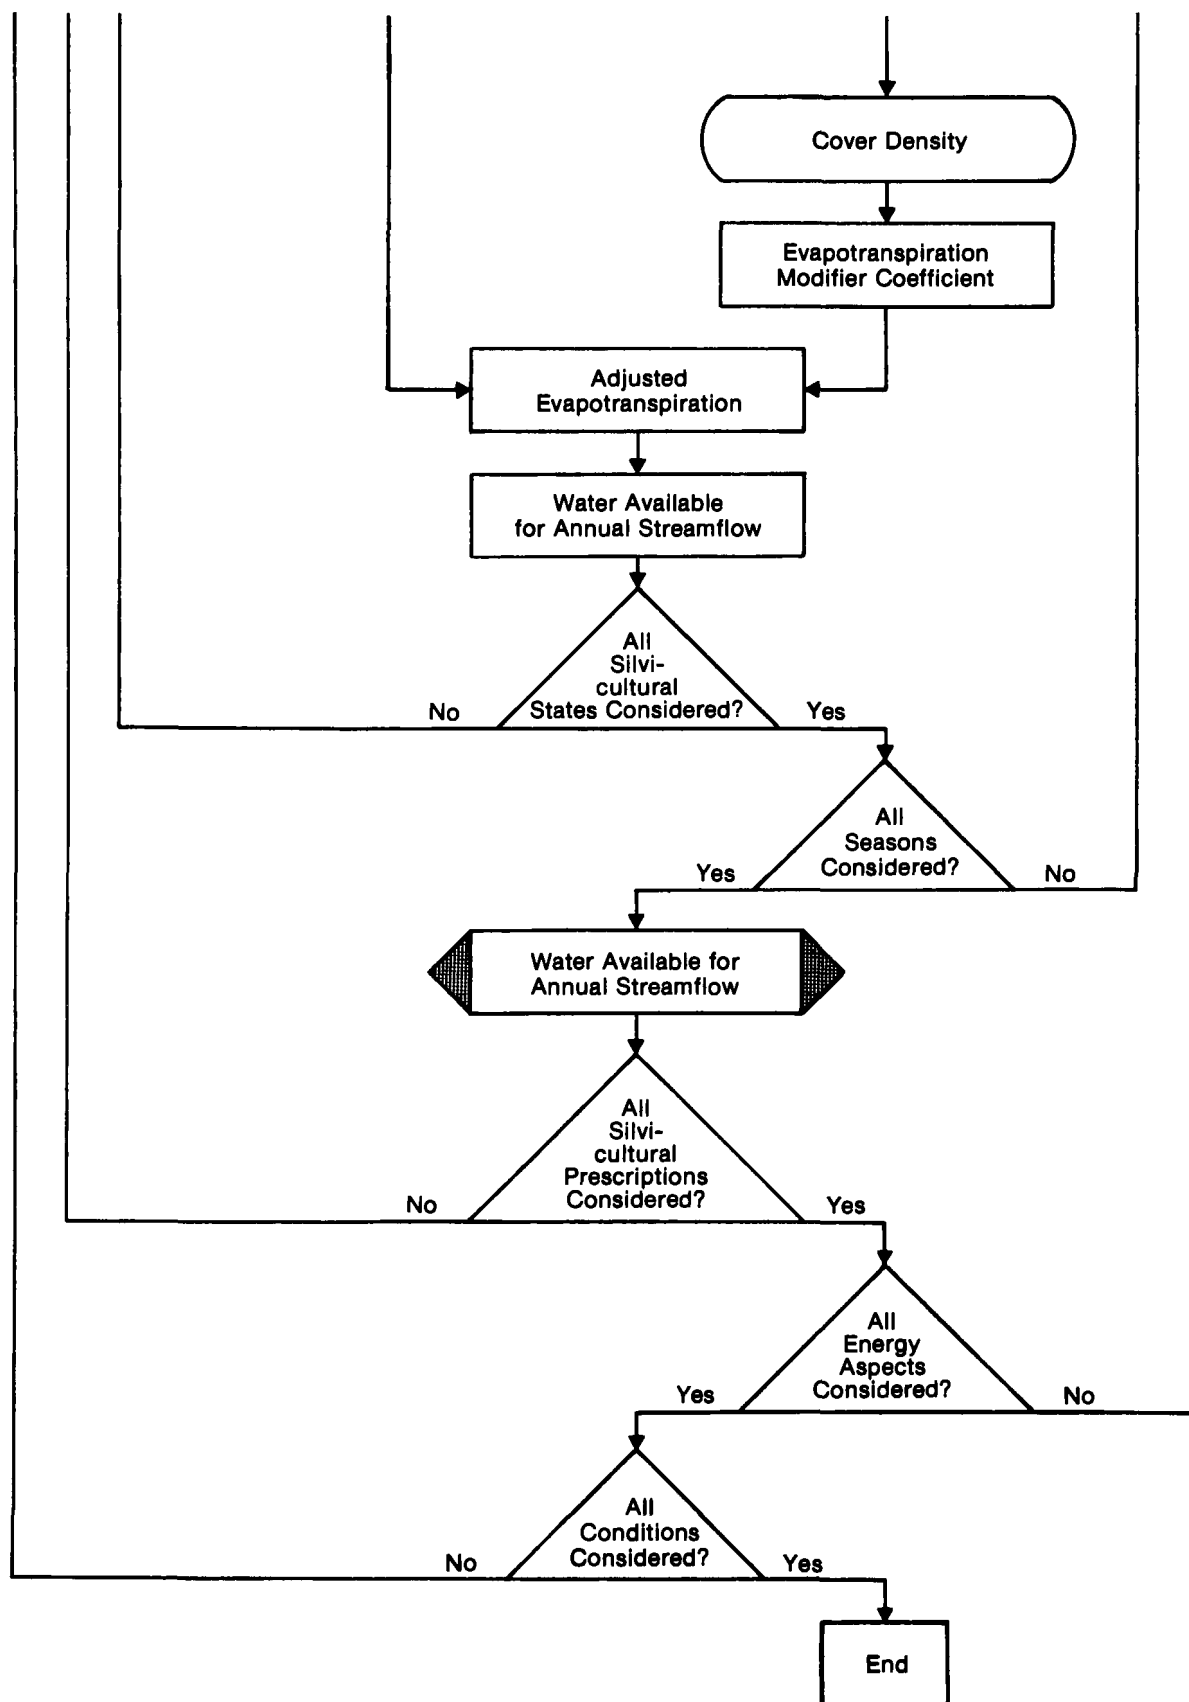 Cover Density
Evapotranspiration
Modifier Coefficient
Adjusted
Evapotranspiration
Water Available
for Annual Streamflow
All
Silvi-
cultural
States Considered?
No
Yes
All
Seasons
Considered?
Yes
No
Water Available for
Annual Streamflow
All
Silvi-
cultural
Prescriptions
Considered?
No
Yes
All
Energy
Aspects
Considered?
Yes
No
All
Conditions
Considered?
No
Yes
End